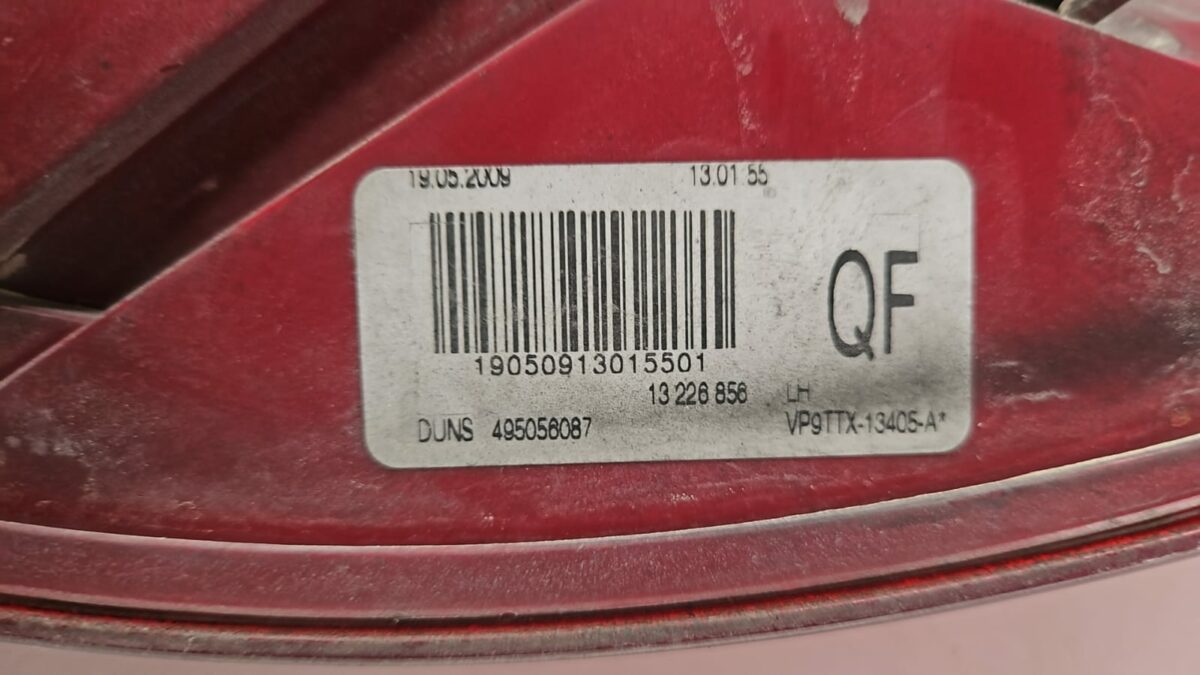 19.05.2009 13.01 55
QF
19050913015501
13 226 856 LH
DUNS 495056087 VP9TTX-13405-A*